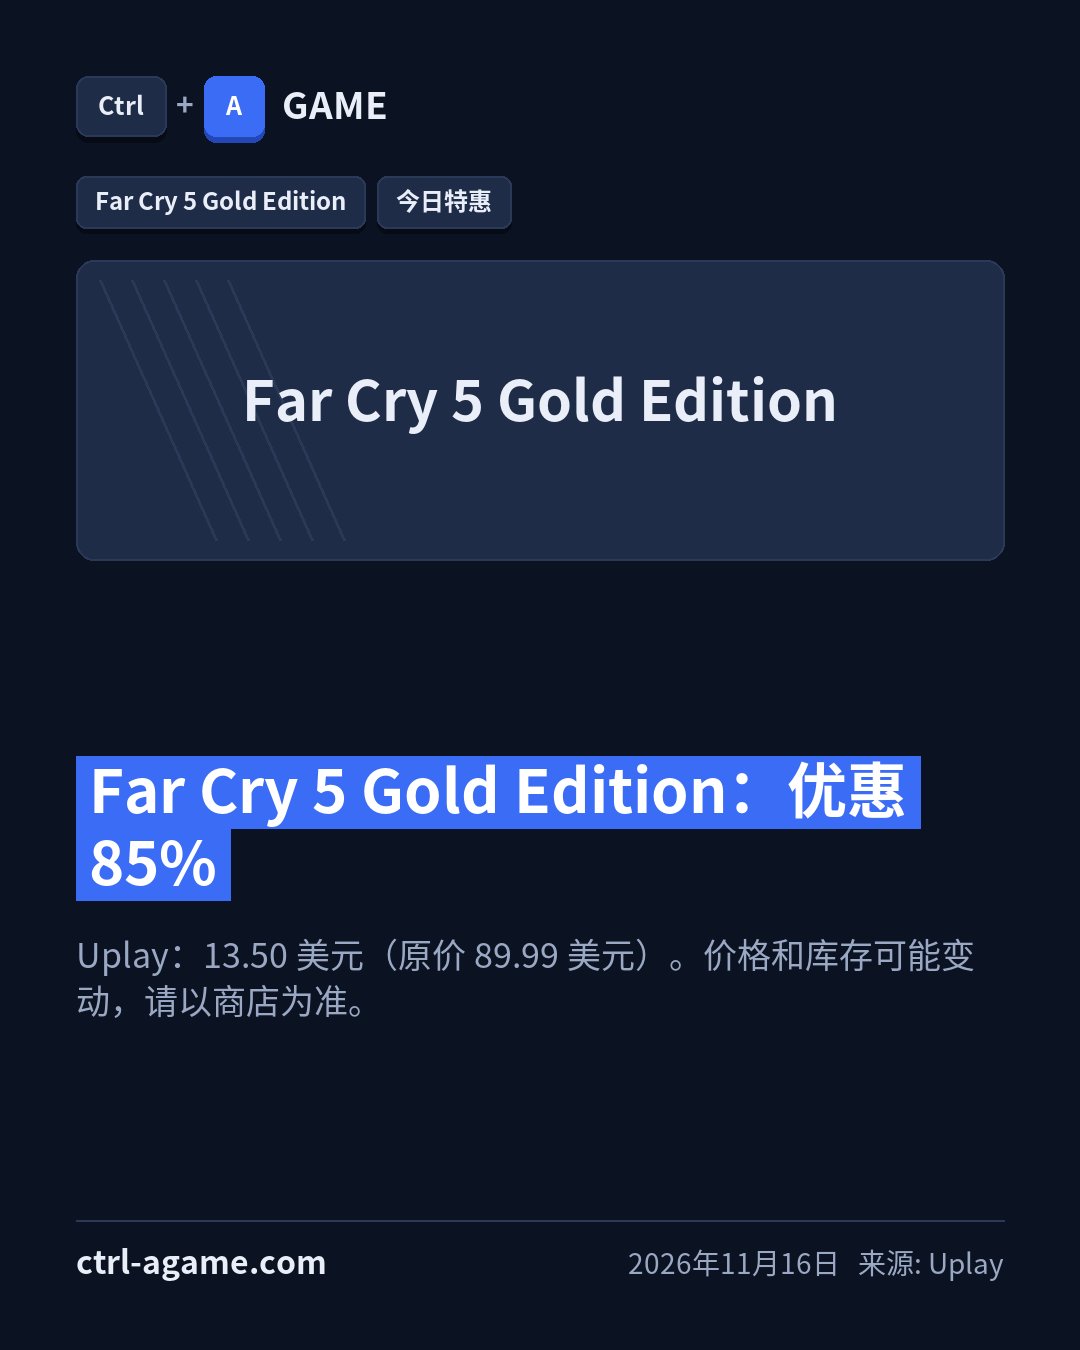 Ctrl + A GAME
Far Cry 5 Gold Edition 今日特惠
Far Cry 5 Gold Edition
Far Cry 5 Gold Edition：优惠
85%
Uplay：13.50 美元（原价 89.99 美元）。价格和库存可能变
动，请以商店为准。
ctrl-agame.com 2026年11月16日 来源: Uplay